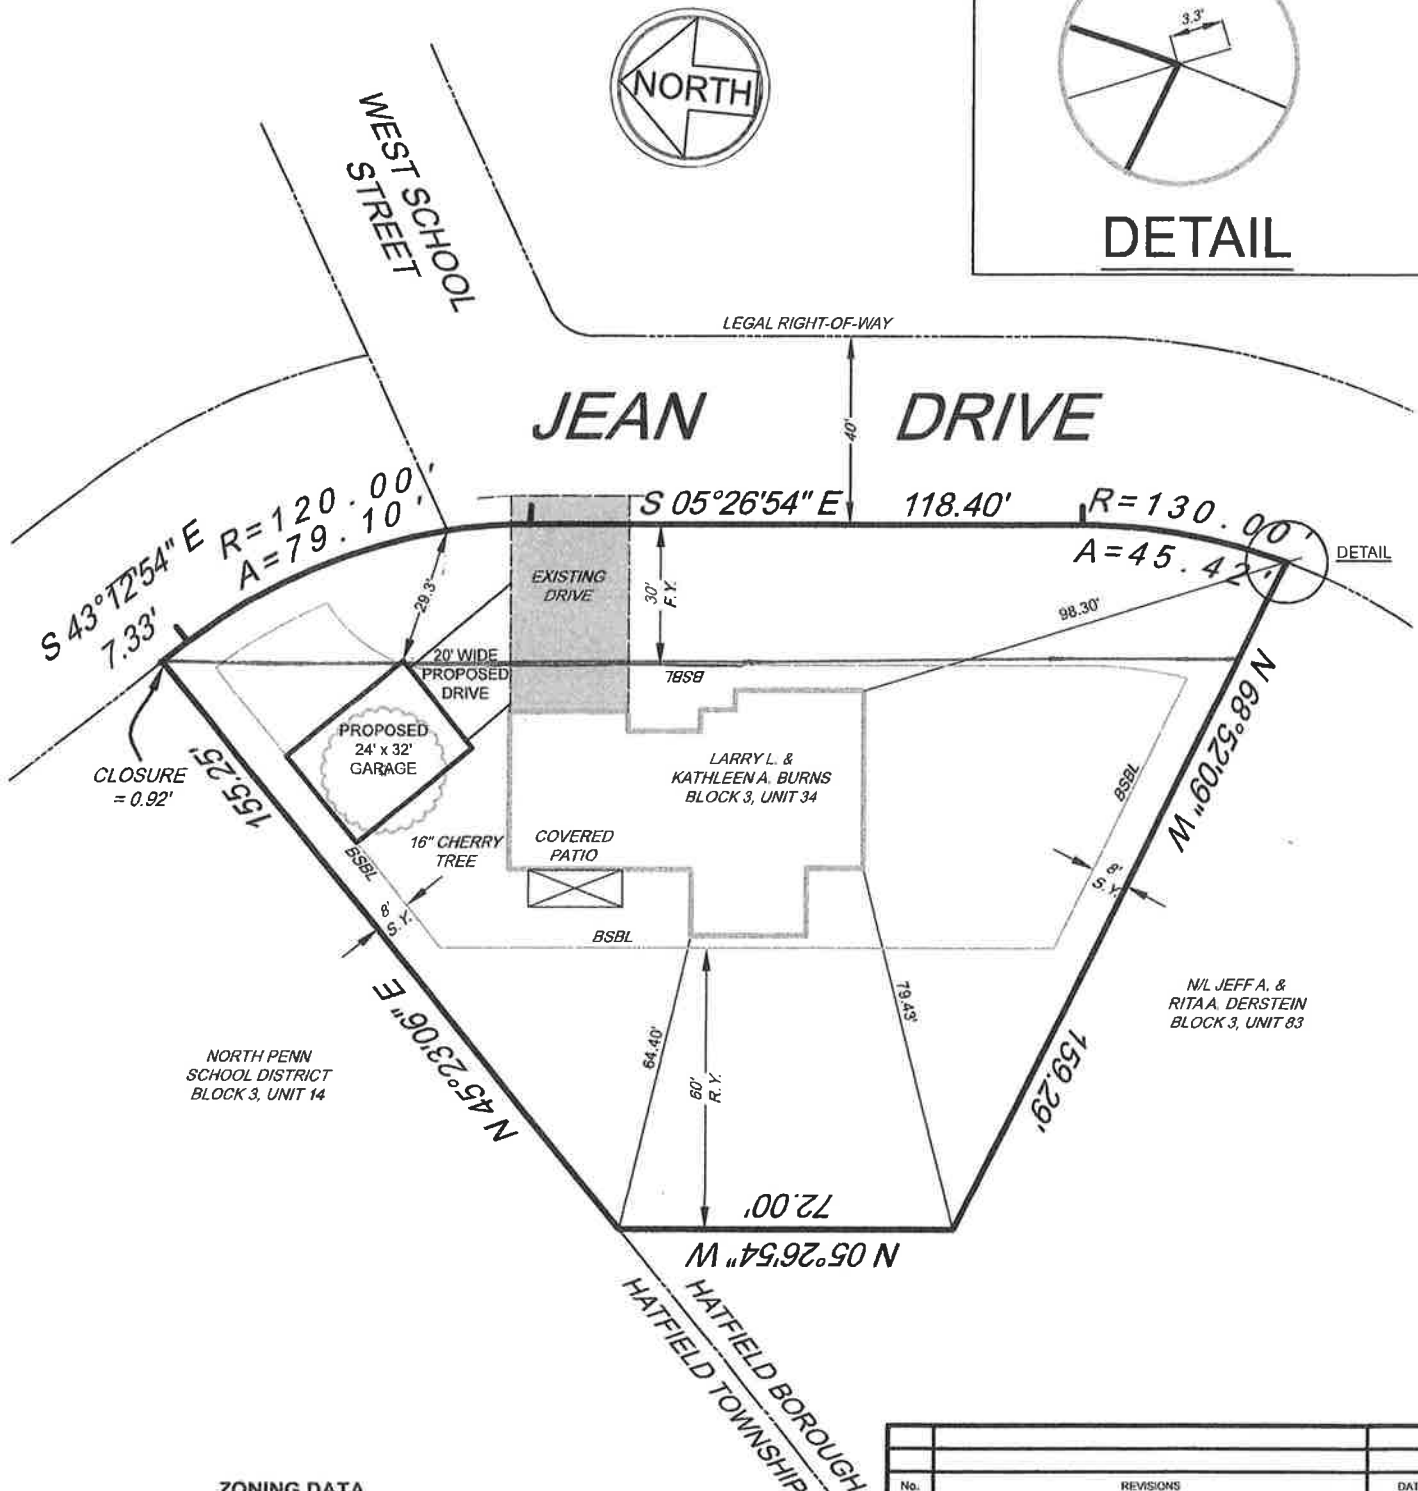 3.3'
NORTH
DETAIL
WEST SCHOOL
STREET
LEGAL RIGHT-OF-WAY
JEAN DRIVE
40'
S 43°12'54" E
7.33'
R=120.00'
A=79.10'
S 05°26'54" E 118.40'
R=130.00'
A=45.42'
DETAIL
EXISTING
DRIVE
29.3'
30'
F.Y.
98.30'
20' WIDE
PROPOSED
DRIVE
BSBL
PROPOSED
24' x 32'
GARAGE
CLOSURE
= 0.92'
155.25'
LARRY L. &
KATHLEEN A. BURNS
BLOCK 3, UNIT 34
N 68°52'09" W
BSBL
16" CHERRY
TREE
COVERED
PATIO
BSBL
8'
S.Y.
8'
S.Y.
BSBL
N 45°23'06" E
64.40'
60'
R.Y.
79.43'
N/L JEFF A. &
RITA A. DERSTEIN
BLOCK 3, UNIT 83
159.29'
NORTH PENN
SCHOOL DISTRICT
BLOCK 3, UNIT 14
72.00'
N 05°26'54" W
HATFIELD BOROUGH
HATFIELD TOWNSHIP
ZONING DATA
No. REVISIONS DAT